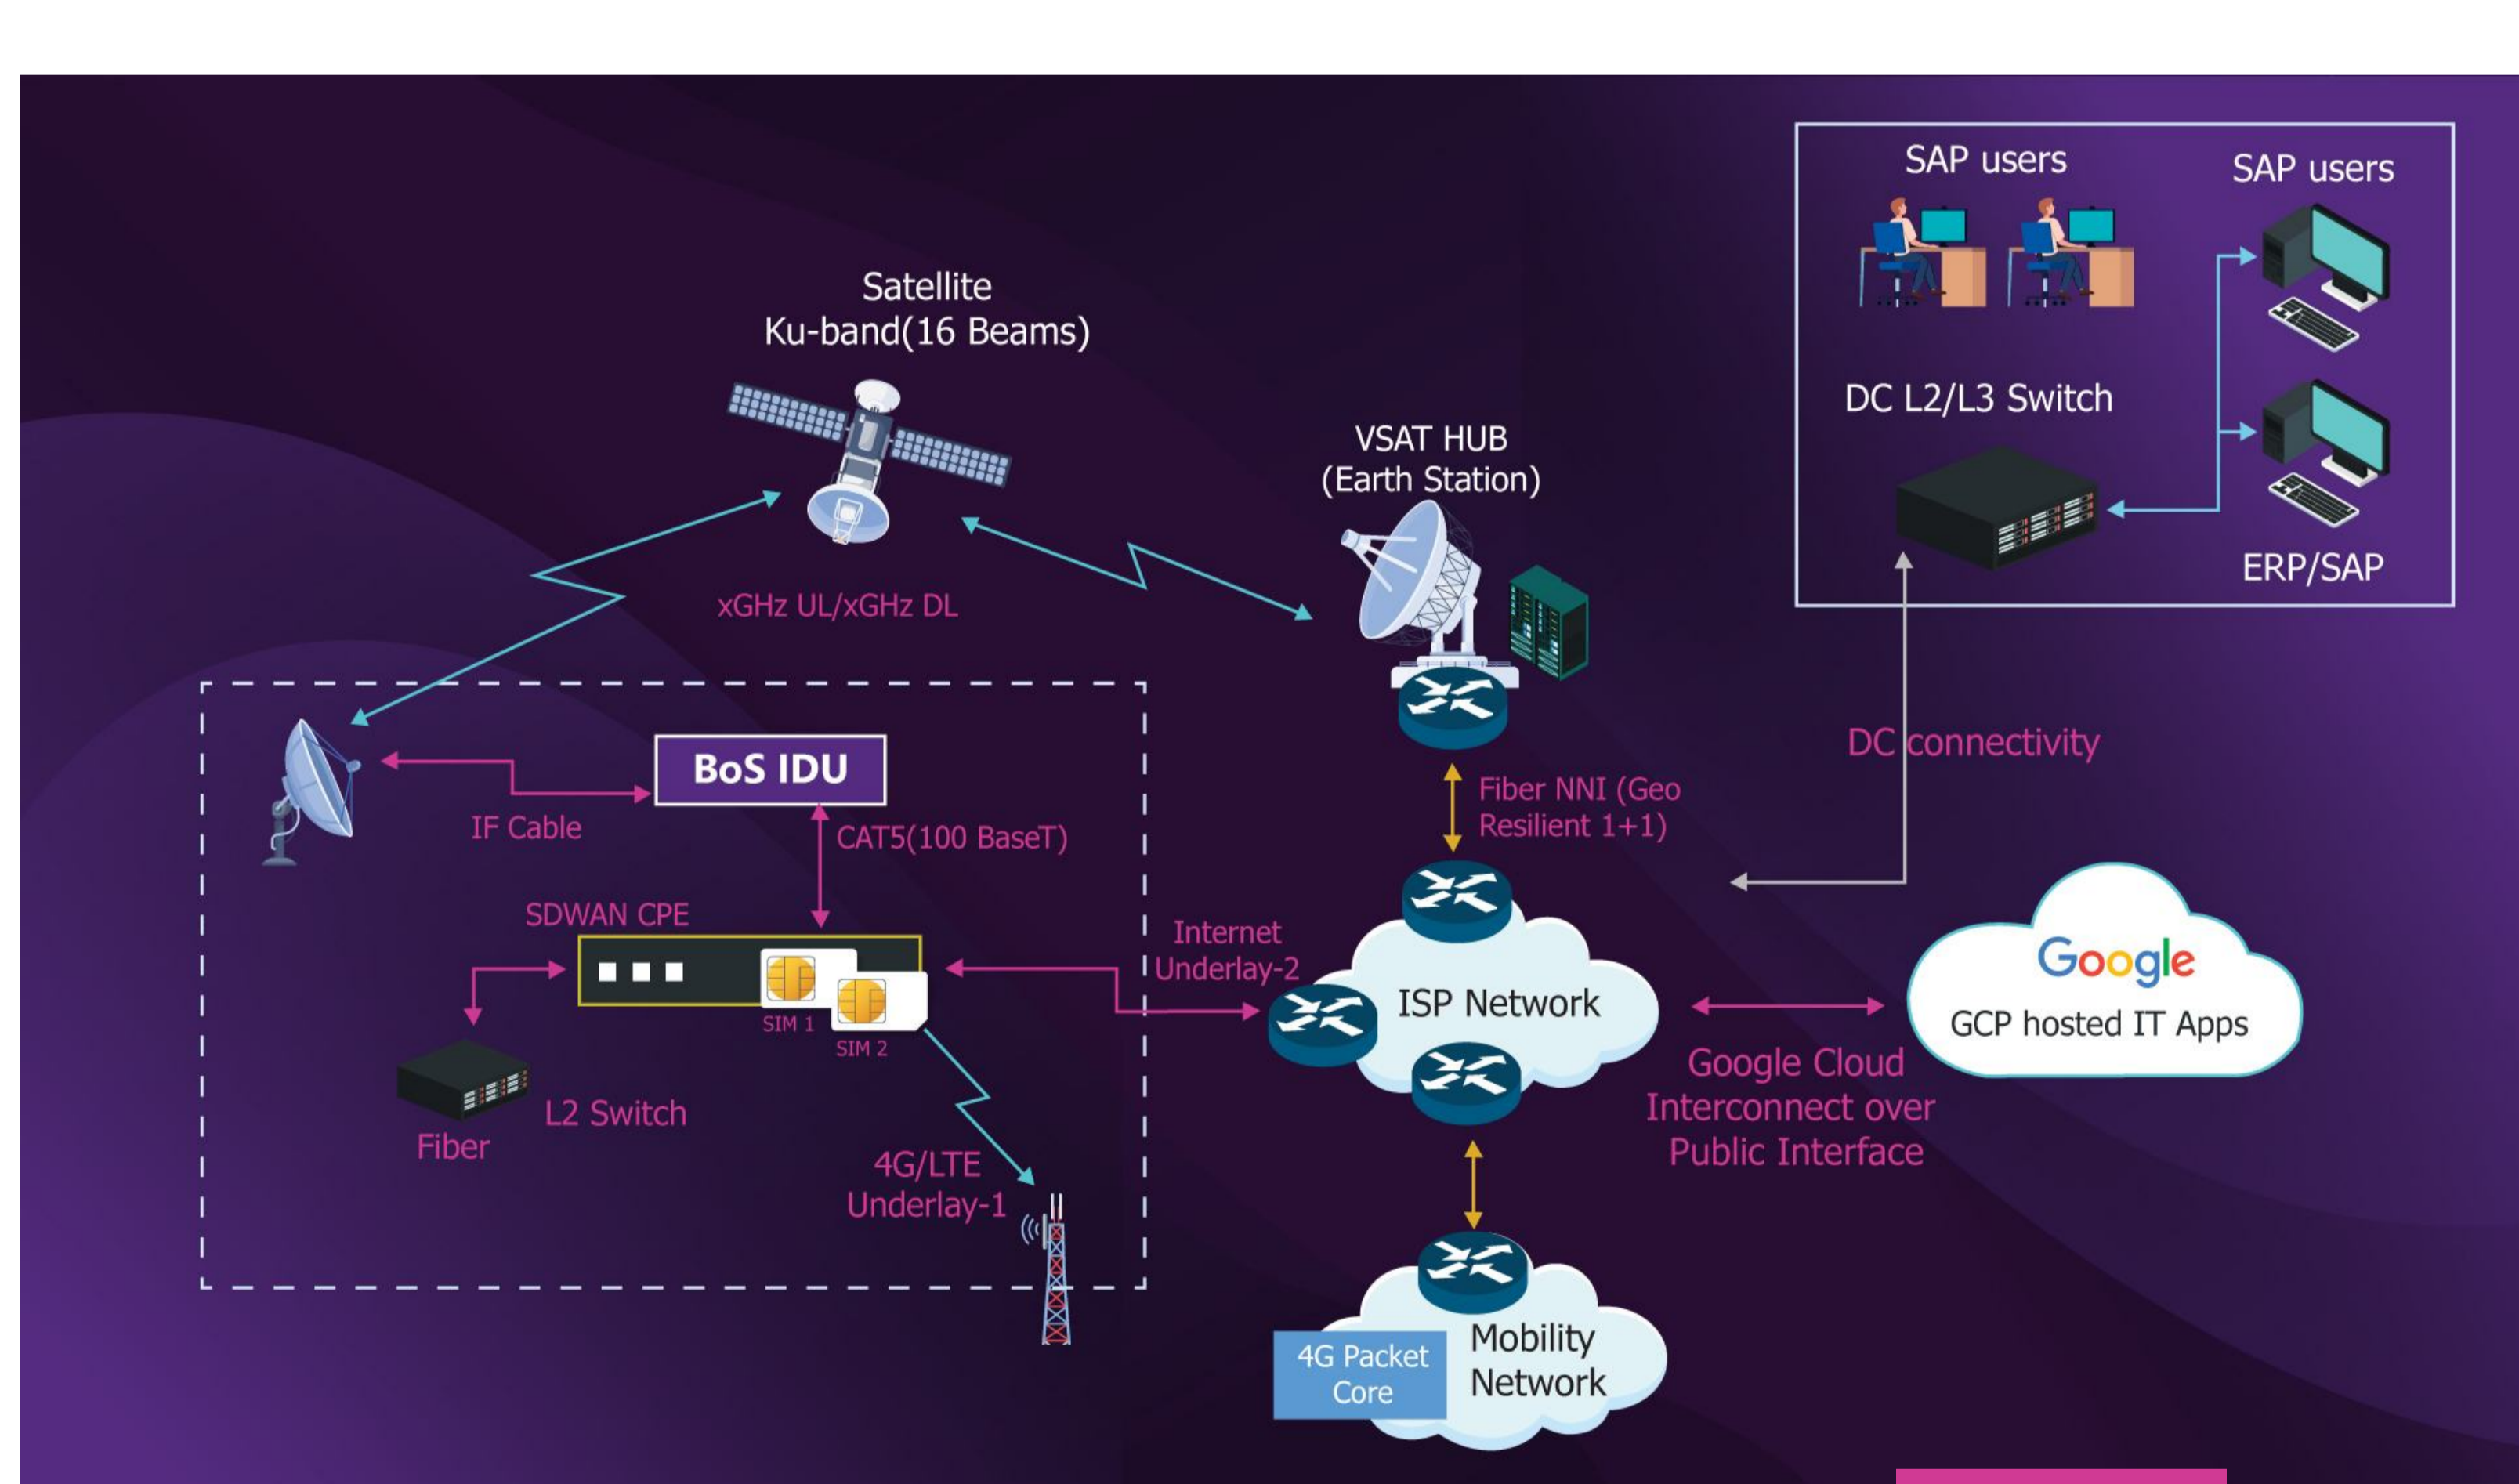 SAP users
SAP users
Satellite
Ku-band(16 Beams)
DC L2/L3 Switch
VSAT HUB
(Earth Station)
ERP/SAP
xGHz UL/xGHz DL
BoS IDU
DC connectivity
Fiber NNI (Geo
Resilient 1+1)
IF Cable
CAT5(100 BaseT)
SDWAN CPE
Internet
Underlay-2
SIM 1
SIM 2
ISP Network
Google
GCP hosted IT Apps
L2 Switch
Fiber
Google Cloud
Interconnect over
Public Interface
4G/LTE
Underlay-1
4G Packet
Core
Mobility
Network